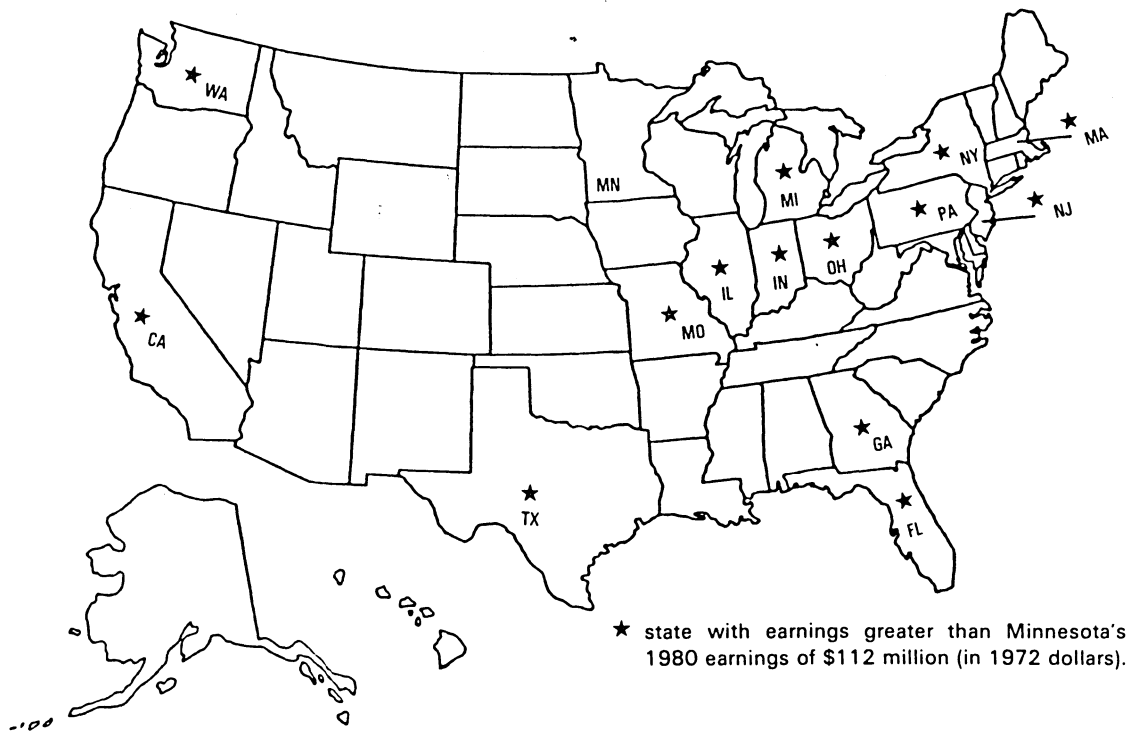 WA
MA
NY
MN
MI
PA
NJ
OH
IN
IL
MO
CA
GA
TX
FL
★ state with earnings greater than Minnesota's
1980 earnings of $112 million (in 1972 dollars).